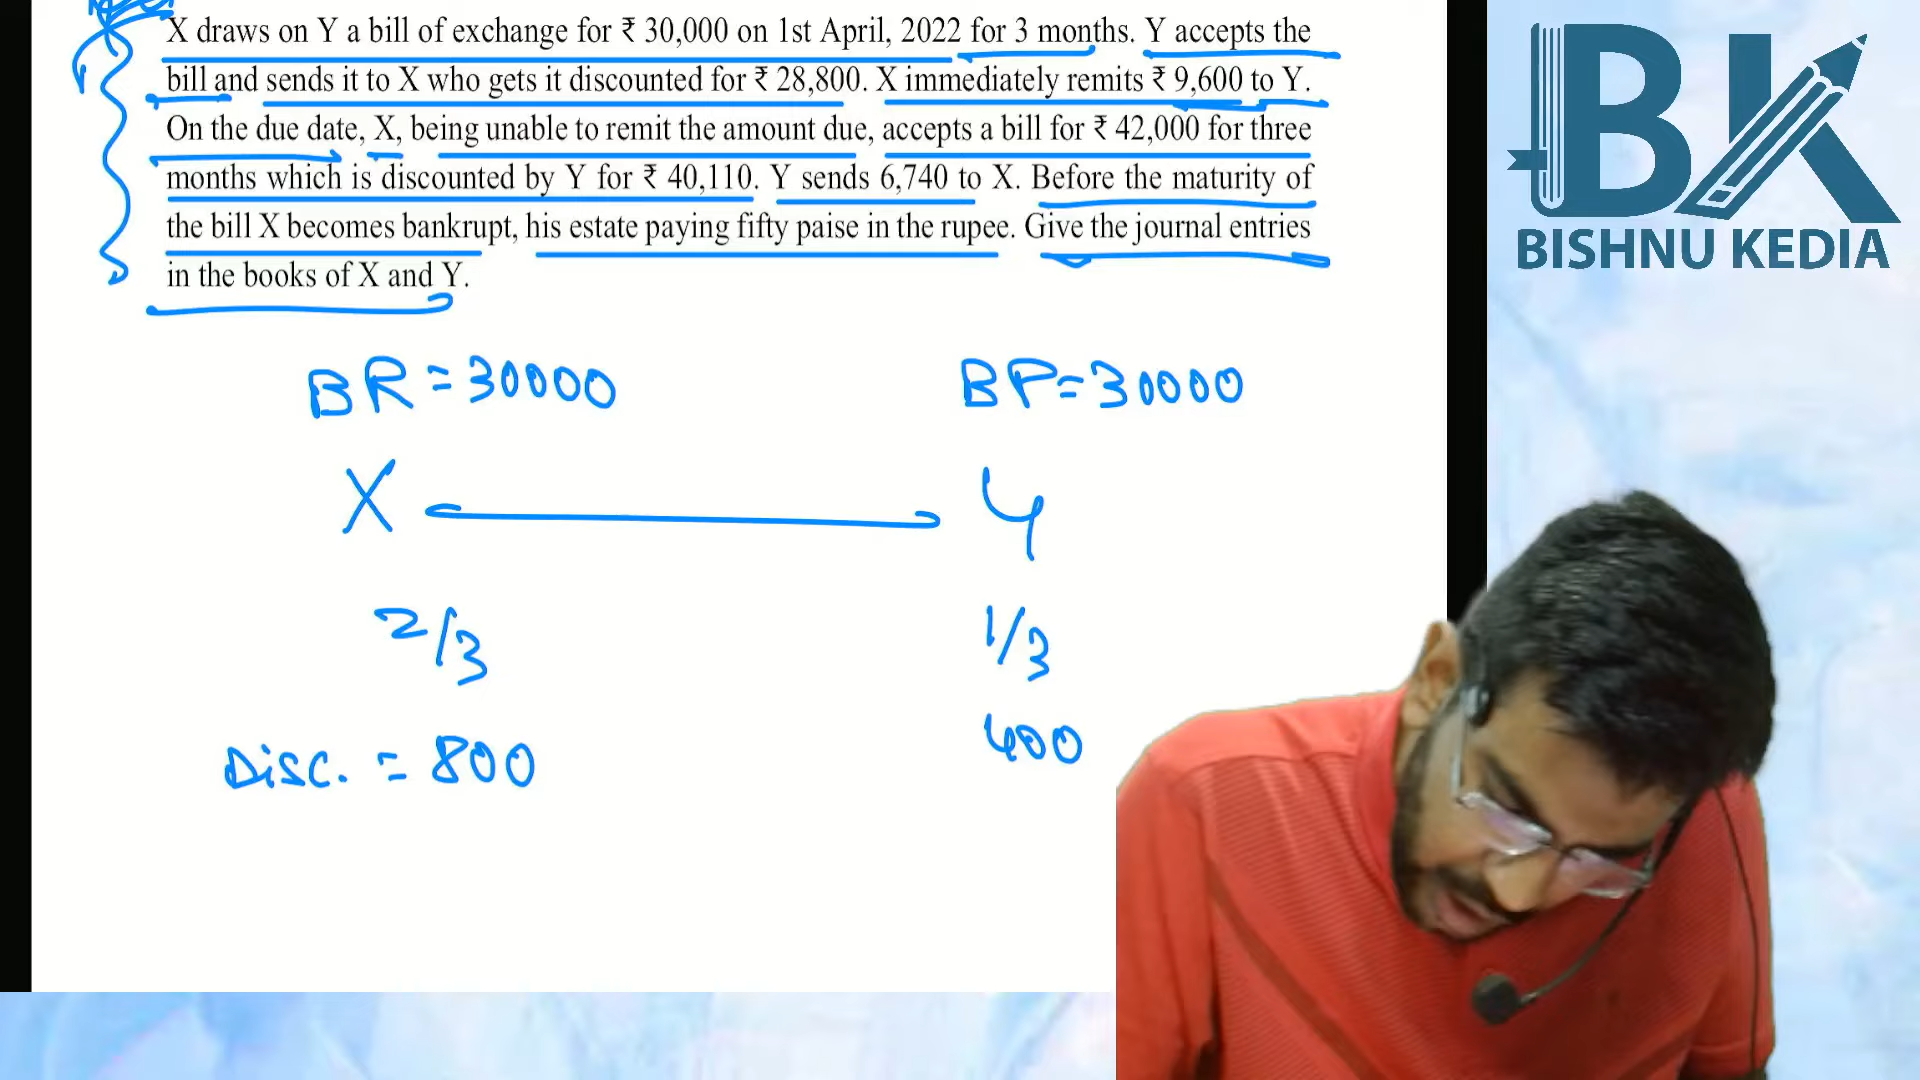 X draws on Y a bill of exchange for ₹ 30,000 on 1st April, 2022 for 3 months. Y accepts the
bill and sends it to X who gets it discounted for ₹ 28,800. X immediately remits ₹ 9,600 to Y.
On the due date, X, being unable to remit the amount due, accepts a bill for ₹ 42,000 for three
months which is discounted by Y for ₹ 40,110. Y sends 6,740 to X. Before the maturity of
the bill X becomes bankrupt, his estate paying fifty paise in the rupee. Give the journal entries
in the books of X and Y.
BK
BISHNU KEDIA
BR = 30000 BP = 30000
X Y
2/3 1/3
Disc. = 800 400